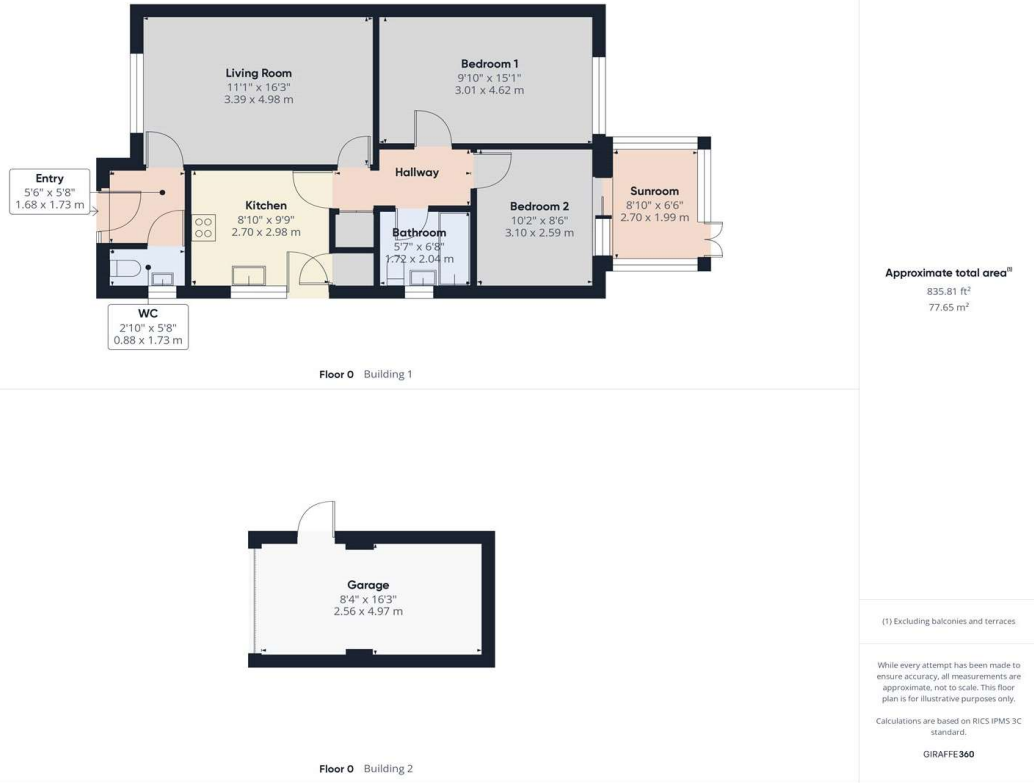 Living Room
11'1" x 16'3"
3.39 x 4.98 m
Bedroom 1
9'10" x 15'1"
3.01 x 4.62 m
Entry
5'6" x 5'8"
1.68 x 1.73 m
Kitchen
8'10" x 9'9"
2.70 x 2.98 m
Hallway
Bathroom
5'7" x 6'8"
1.72 x 2.04 m
Bedroom 2
10'2" x 8'6"
3.10 x 2.59 m
Sunroom
8'10" x 6'6"
2.70 x 1.99 m
WC
2'10" x 5'8"
0.88 x 1.73 m
Floor 0 Building 1
Garage
8'4" x 16'3"
2.56 x 4.97 m
Floor 0 Building 2
Approximate total area(1)
835.81 ft²
77.65 m²
(1) Excluding balconies and terraces
While every attempt has been made to
ensure accuracy, all measurements are
approximate, not to scale. This floor
plan is for illustrative purposes only.
Calculations are based on RICS IPMS 3C
standard.
GIRAFFE360